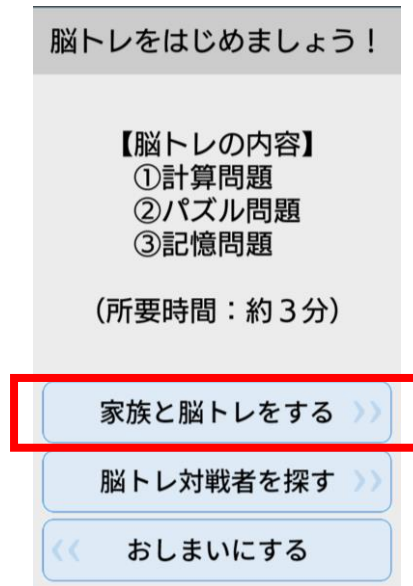 脳トレをはじめましょう！
【脳トレの内容】
①計算問題
②パズル問題
③記憶問題
（所要時間：約３分）
家族と脳トレをする 》
脳トレ対戦者を探す 》
《 おしまいにする